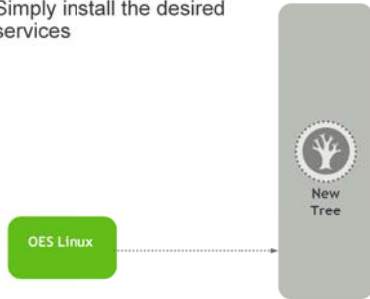 Simply install the desired
services
New
Tree
OES Linux